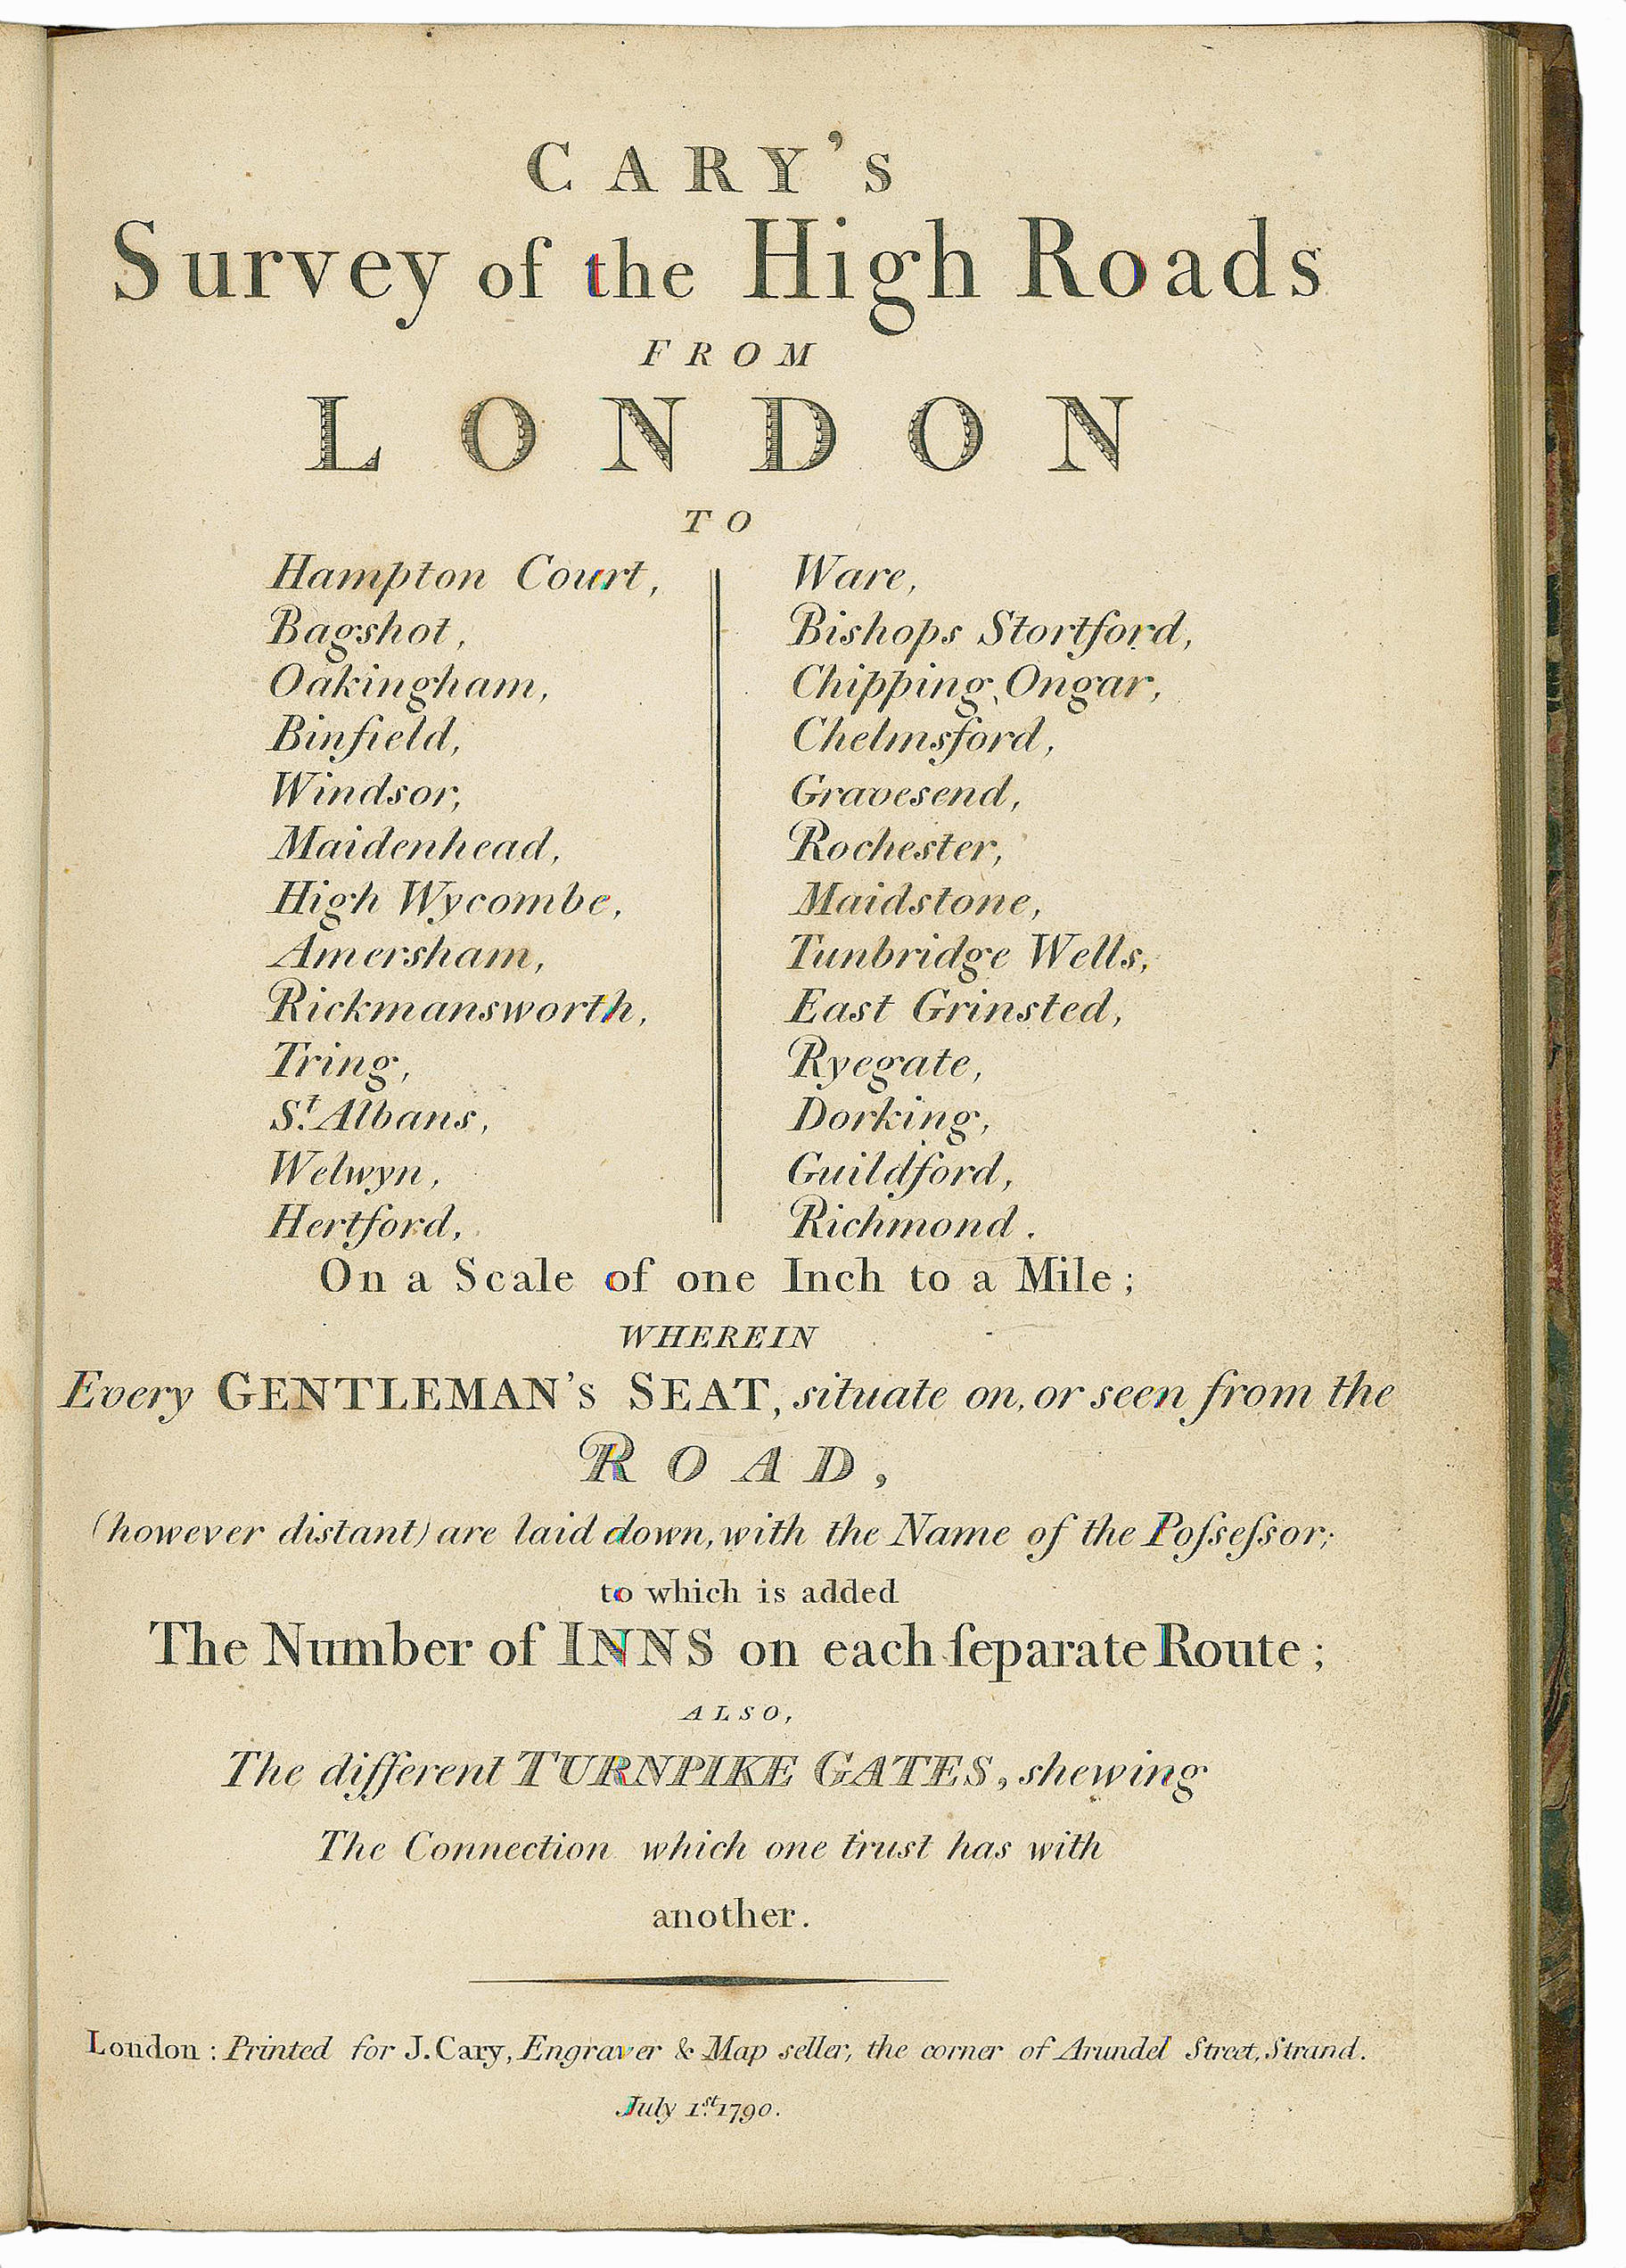 CARY's
Survey of the High Roads
FROM
LONDON
TO
Hampton Court,
Bagshot,
Oakingham,
Binfield,
Windsor,
Maidenhead,
High Wycombe,
Amersham,
Rickmansworth,
Tring,
St. Albans,
Welwyn,
Hertford,
Ware,
Bishops Stortford,
Chipping Ongar,
Chelmsford,
Gravesend,
Rochester,
Maidstone,
Tunbridge Wells,
East Grinsted,
Ryegate,
Dorking,
Guildford,
Richmond.
On a Scale of one Inch to a Mile;
WHEREIN
Every GENTLEMAN's SEAT, situate on, or seen from the
ROAD,
(however distant) are laid down, with the Name of the Poſseſsor;
to which is added
The Number of INNS on each ſeparate Route;
ALSO,
The different TURNPIKE GATES, shewing
The Connection which one trust has with
another.
London: Printed for J. Cary, Engraver & Map seller, the corner of Arundel Street, Strand.
July 1st. 1790.